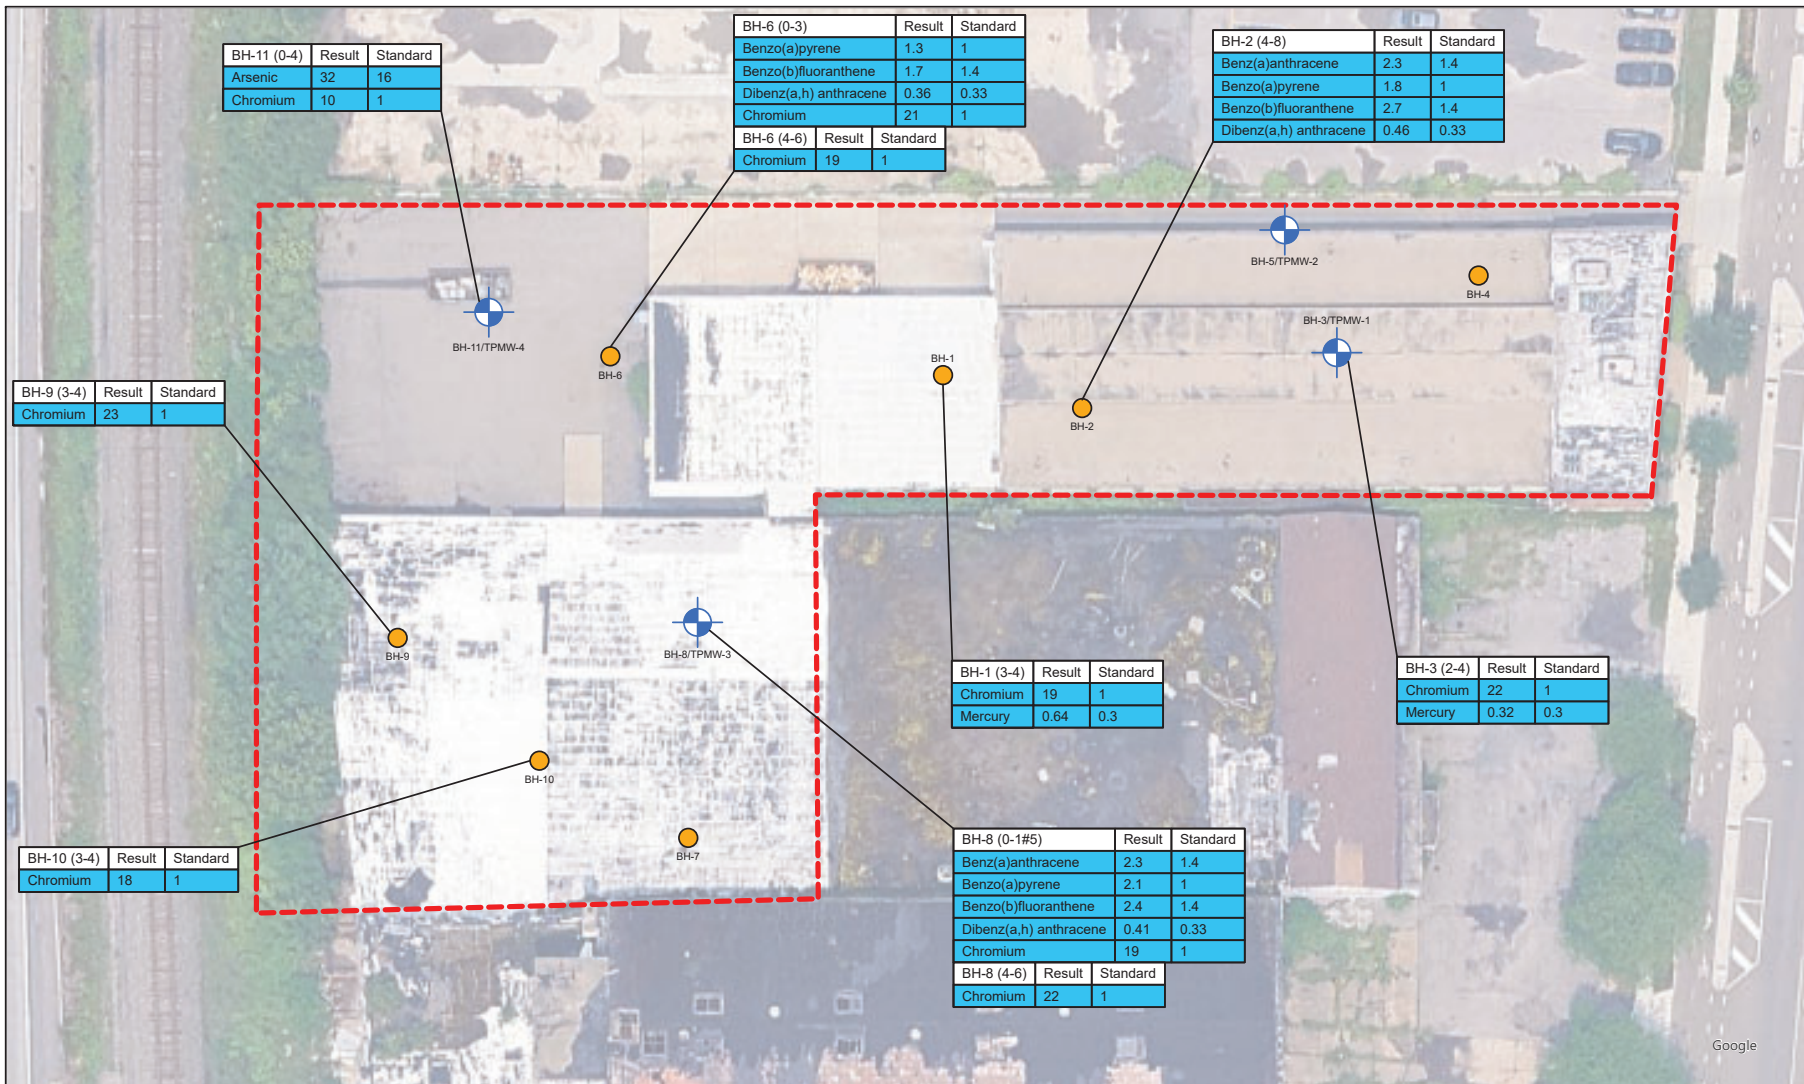 BH-6 (0-3) Result Standard
Benzo(a)pyrene 1.3 1
Benzo(b)fluoranthene 1.7 1.4
Dibenz(a,h) anthracene 0.36 0.33
Chromium 21 1
BH-6 (4-6) Result Standard
Chromium 19 1
BH-2 (4-8) Result Standard
Benz(a)anthracene 2.3 1.4
Benzo(a)pyrene 1.8 1
Benzo(b)fluoranthene 2.7 1.4
Dibenz(a,h) anthracene 0.46 0.33
BH-11 (0-4) Result Standard
Arsenic 32 16
Chromium 10 1
BH-5/TPMW-2
BH-4
BH-3/TPMW-1
BH-11/TPMW-4
BH-6
BH-1
BH-2
BH-9 (3-4) Result Standard
Chromium 23 1
BH-9
BH-8/TPMW-3
BH-1 (3-4) Result Standard
Chromium 19 1
Mercury 0.64 0.3
BH-3 (2-4) Result Standard
Chromium 22 1
Mercury 0.32 0.3
BH-10
BH-7
BH-10 (3-4) Result Standard
Chromium 18 1
BH-8 (0-1#5) Result Standard
Benz(a)anthracene 2.3 1.4
Benzo(a)pyrene 2.1 1
Benzo(b)fluoranthene 2.4 1.4
Dibenz(a,h) anthracene 0.41 0.33
Chromium 19 1
BH-8 (4-6) Result Standard
Chromium 22 1
Google